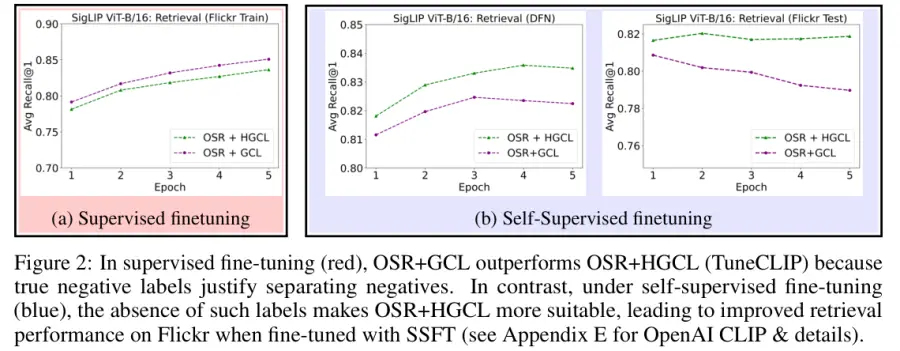 SigLIP ViT-B/16: Retrieval (Flickr Train)
Avg Recall@1
0.90
0.85
0.80
0.75
0.70
OSR + HGCL
OSR + GCL
1 2 3 4 5
Epoch
(a) Supervised finetuning
SigLIP ViT-B/16: Retrieval (DFN)
Avg Recall@1
0.85
0.84
0.83
0.82
0.81
0.80
OSR + HGCL
OSR+GCL
1 2 3 4 5
Epoch
SigLIP ViT-B/16: Retrieval (Flickr Test)
Avg Recall@1
0.82
0.80
0.78
0.76
OSR + HGCL
OSR+GCL
1 2 3 4 5
Epoch
(b) Self-Supervised finetuning
Figure 2: In supervised fine-tuning (red), OSR+GCL outperforms OSR+HGCL (TuneCLIP) because
true negative labels justify separating negatives. In contrast, under self-supervised fine-tuning
(blue), the absence of such labels makes OSR+HGCL more suitable, leading to improved retrieval
performance on Flickr when fine-tuned with SSFT (see Appendix E for OpenAI CLIP & details).